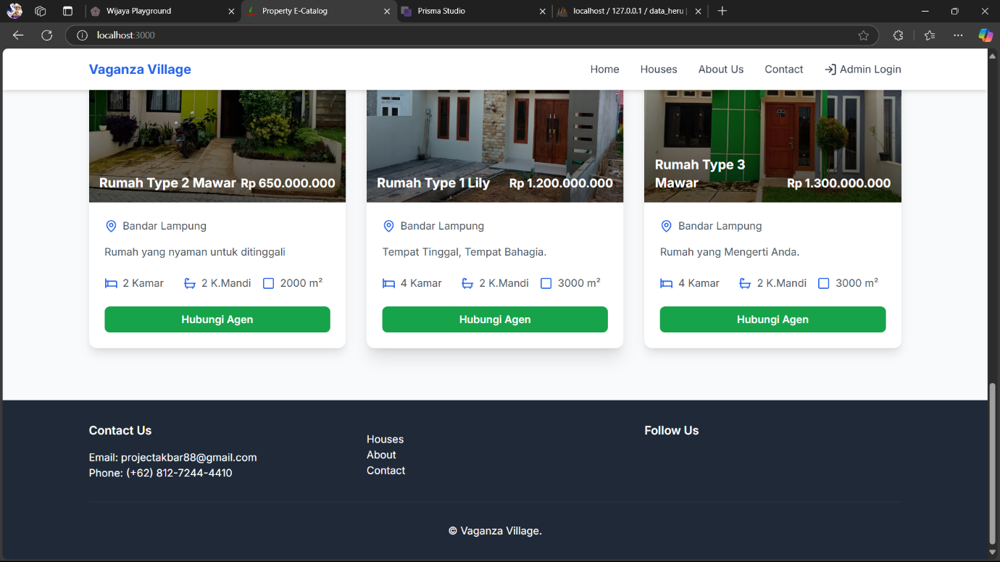 Wijaya Playground
Property E-Catalog
Prisma Studio
localhost / 127.0.0.1 / data_heru |
localhost:3000
Vaganza Village
Home
Houses
About Us
Contact
Admin Login
Rumah Type 2 Mawar
Rp 650.000.000
Rumah Type 1 Lily
Rp 1.200.000.000
Rumah Type 3
Mawar
Rp 1.300.000.000
Bandar Lampung
Bandar Lampung
Bandar Lampung
Rumah yang nyaman untuk ditinggali
Tempat Tinggal, Tempat Bahagia.
Rumah yang Mengerti Anda.
2 Kamar
2 K.Mandi
2000 m²
4 Kamar
2 K.Mandi
3000 m²
4 Kamar
2 K.Mandi
3000 m²
Hubungi Agen
Hubungi Agen
Hubungi Agen
Contact Us
Email: projectakbar88@gmail.com
Phone: (+62) 812-7244-4410
Houses
About
Contact
Follow Us
© Vaganza Village.